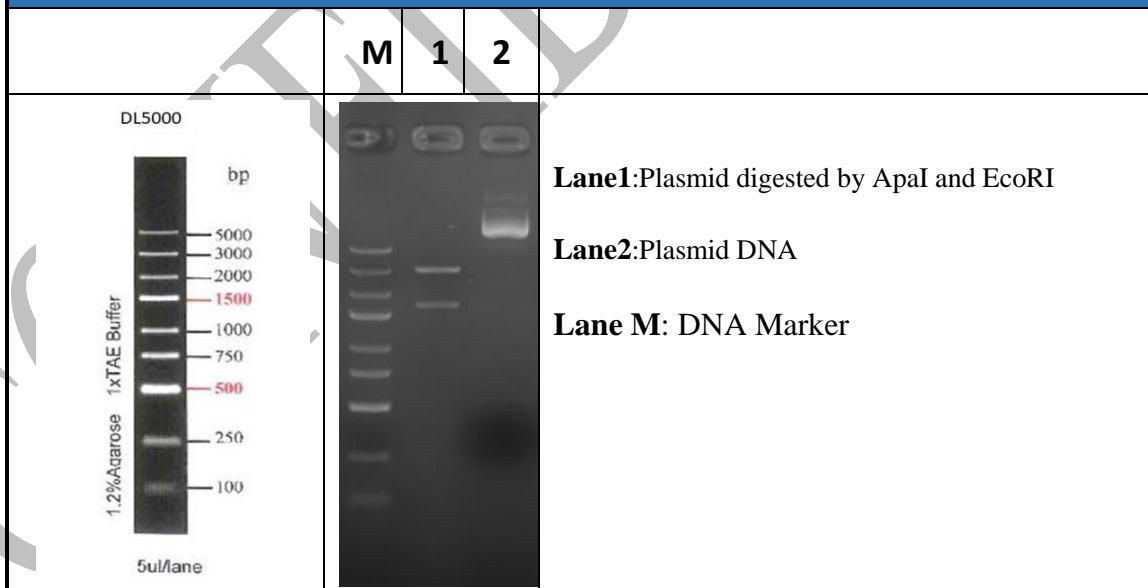 M 1 2
DL5000
bp
5000
3000
2000
1500
1000
750
500
250
100
1.2%Agarose 1xTAE Buffer
5ul/lane
Lane1:Plasmid digested by ApaI and EcoRI
Lane2:Plasmid DNA
Lane M: DNA Marker